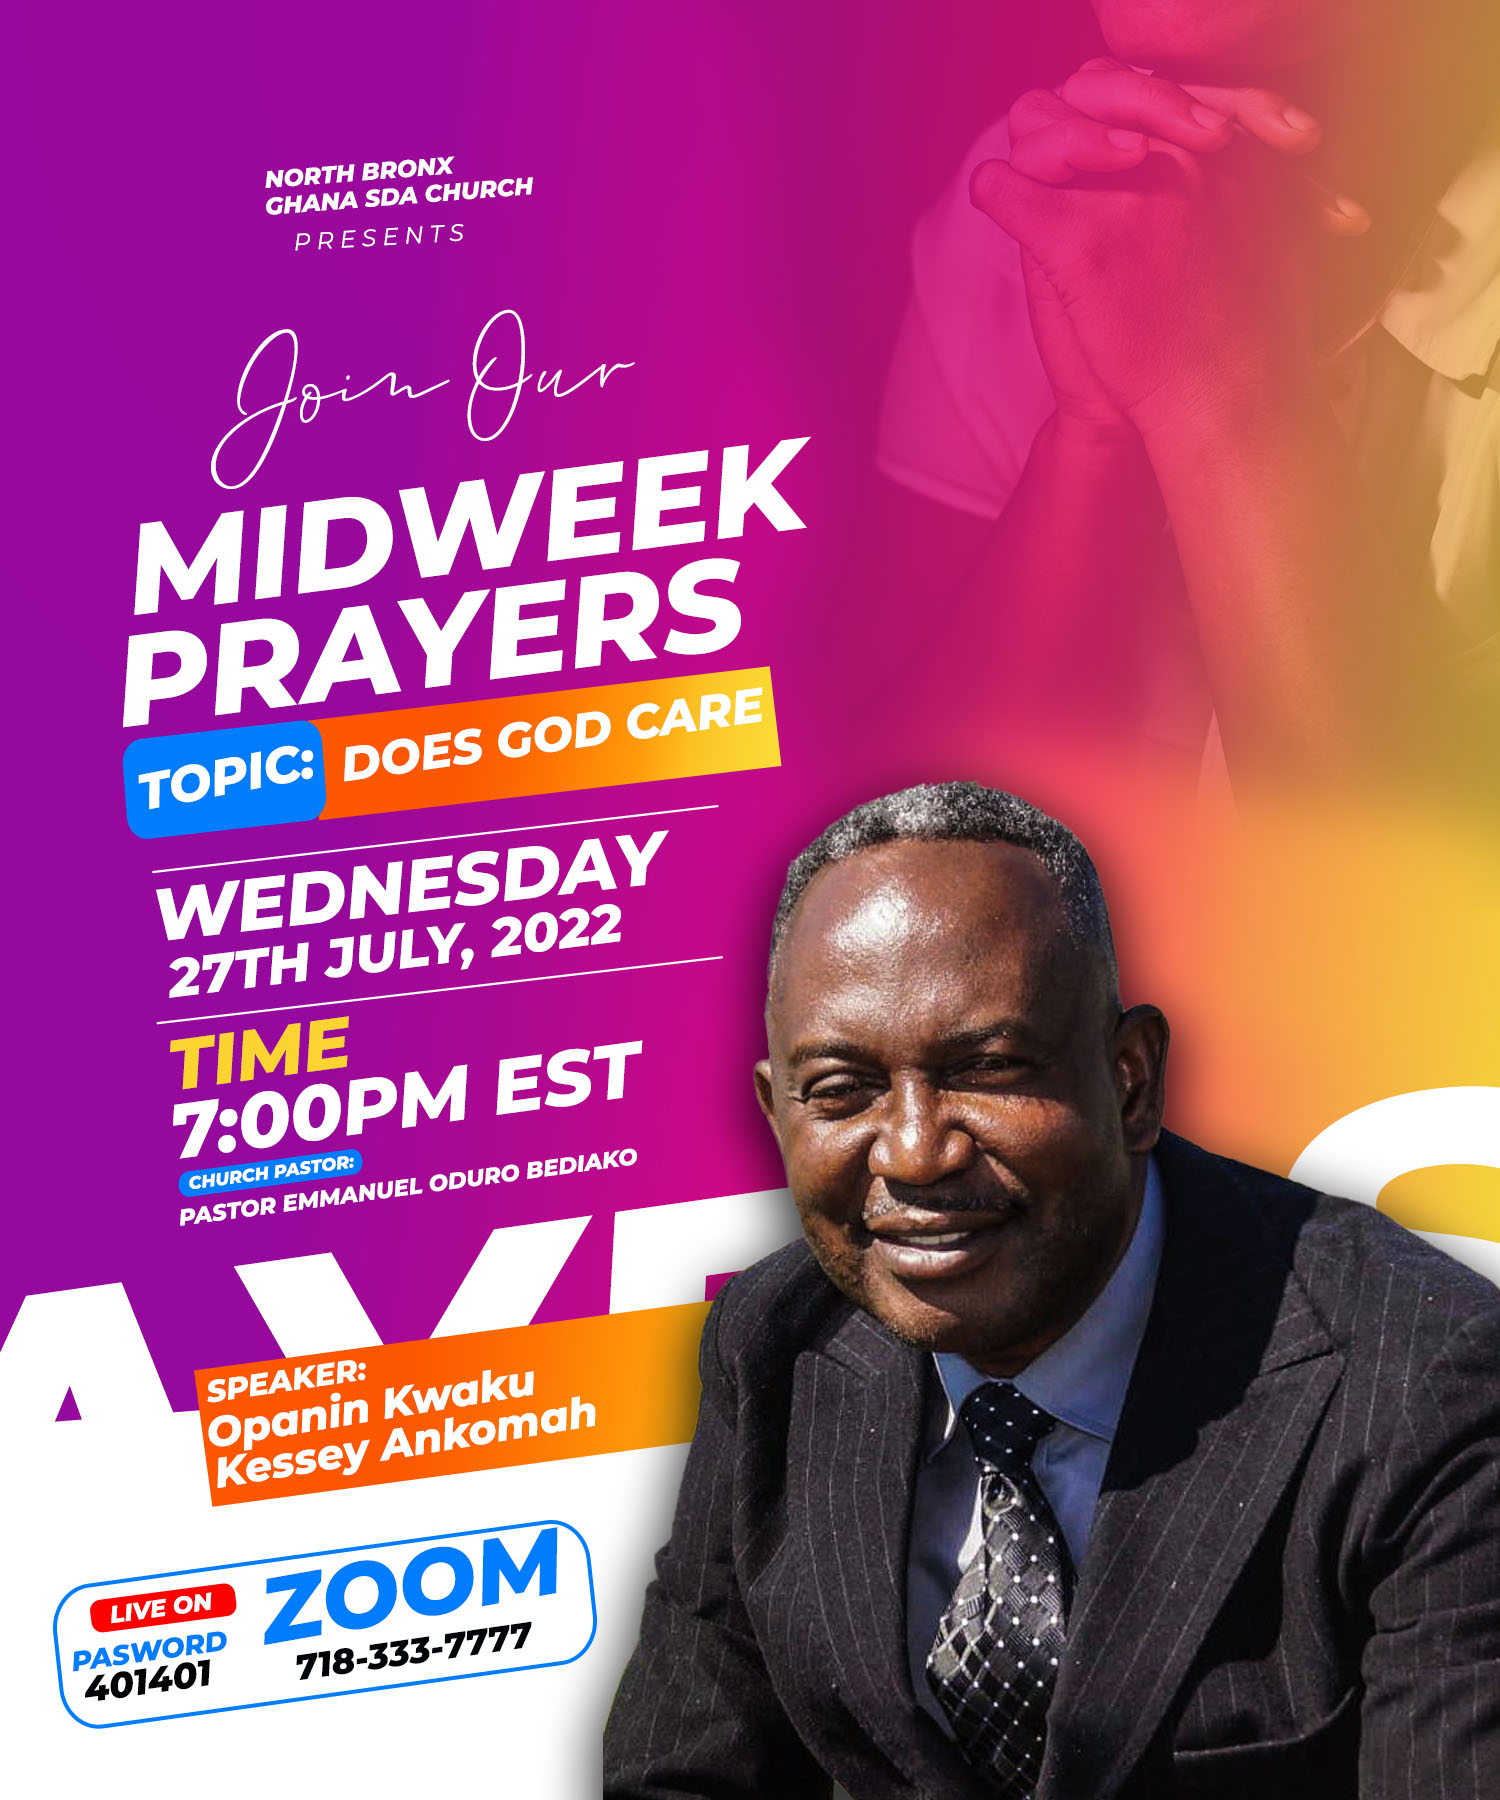 NORTH BRONX
GHANA SDA CHURCH
PRESENTS
Join Our
MIDWEEK
PRAYERS
TOPIC: DOES GOD CARE
WEDNESDAY
27TH JULY, 2022
TIME
7:00PM EST
CHURCH PASTOR:
PASTOR EMMANUEL ODURO BEDIAKO
SPEAKER:
Opanin Kwaku
Kessey Ankomah
LIVE ON
ZOOM
PASWORD
401401
718-333-7777